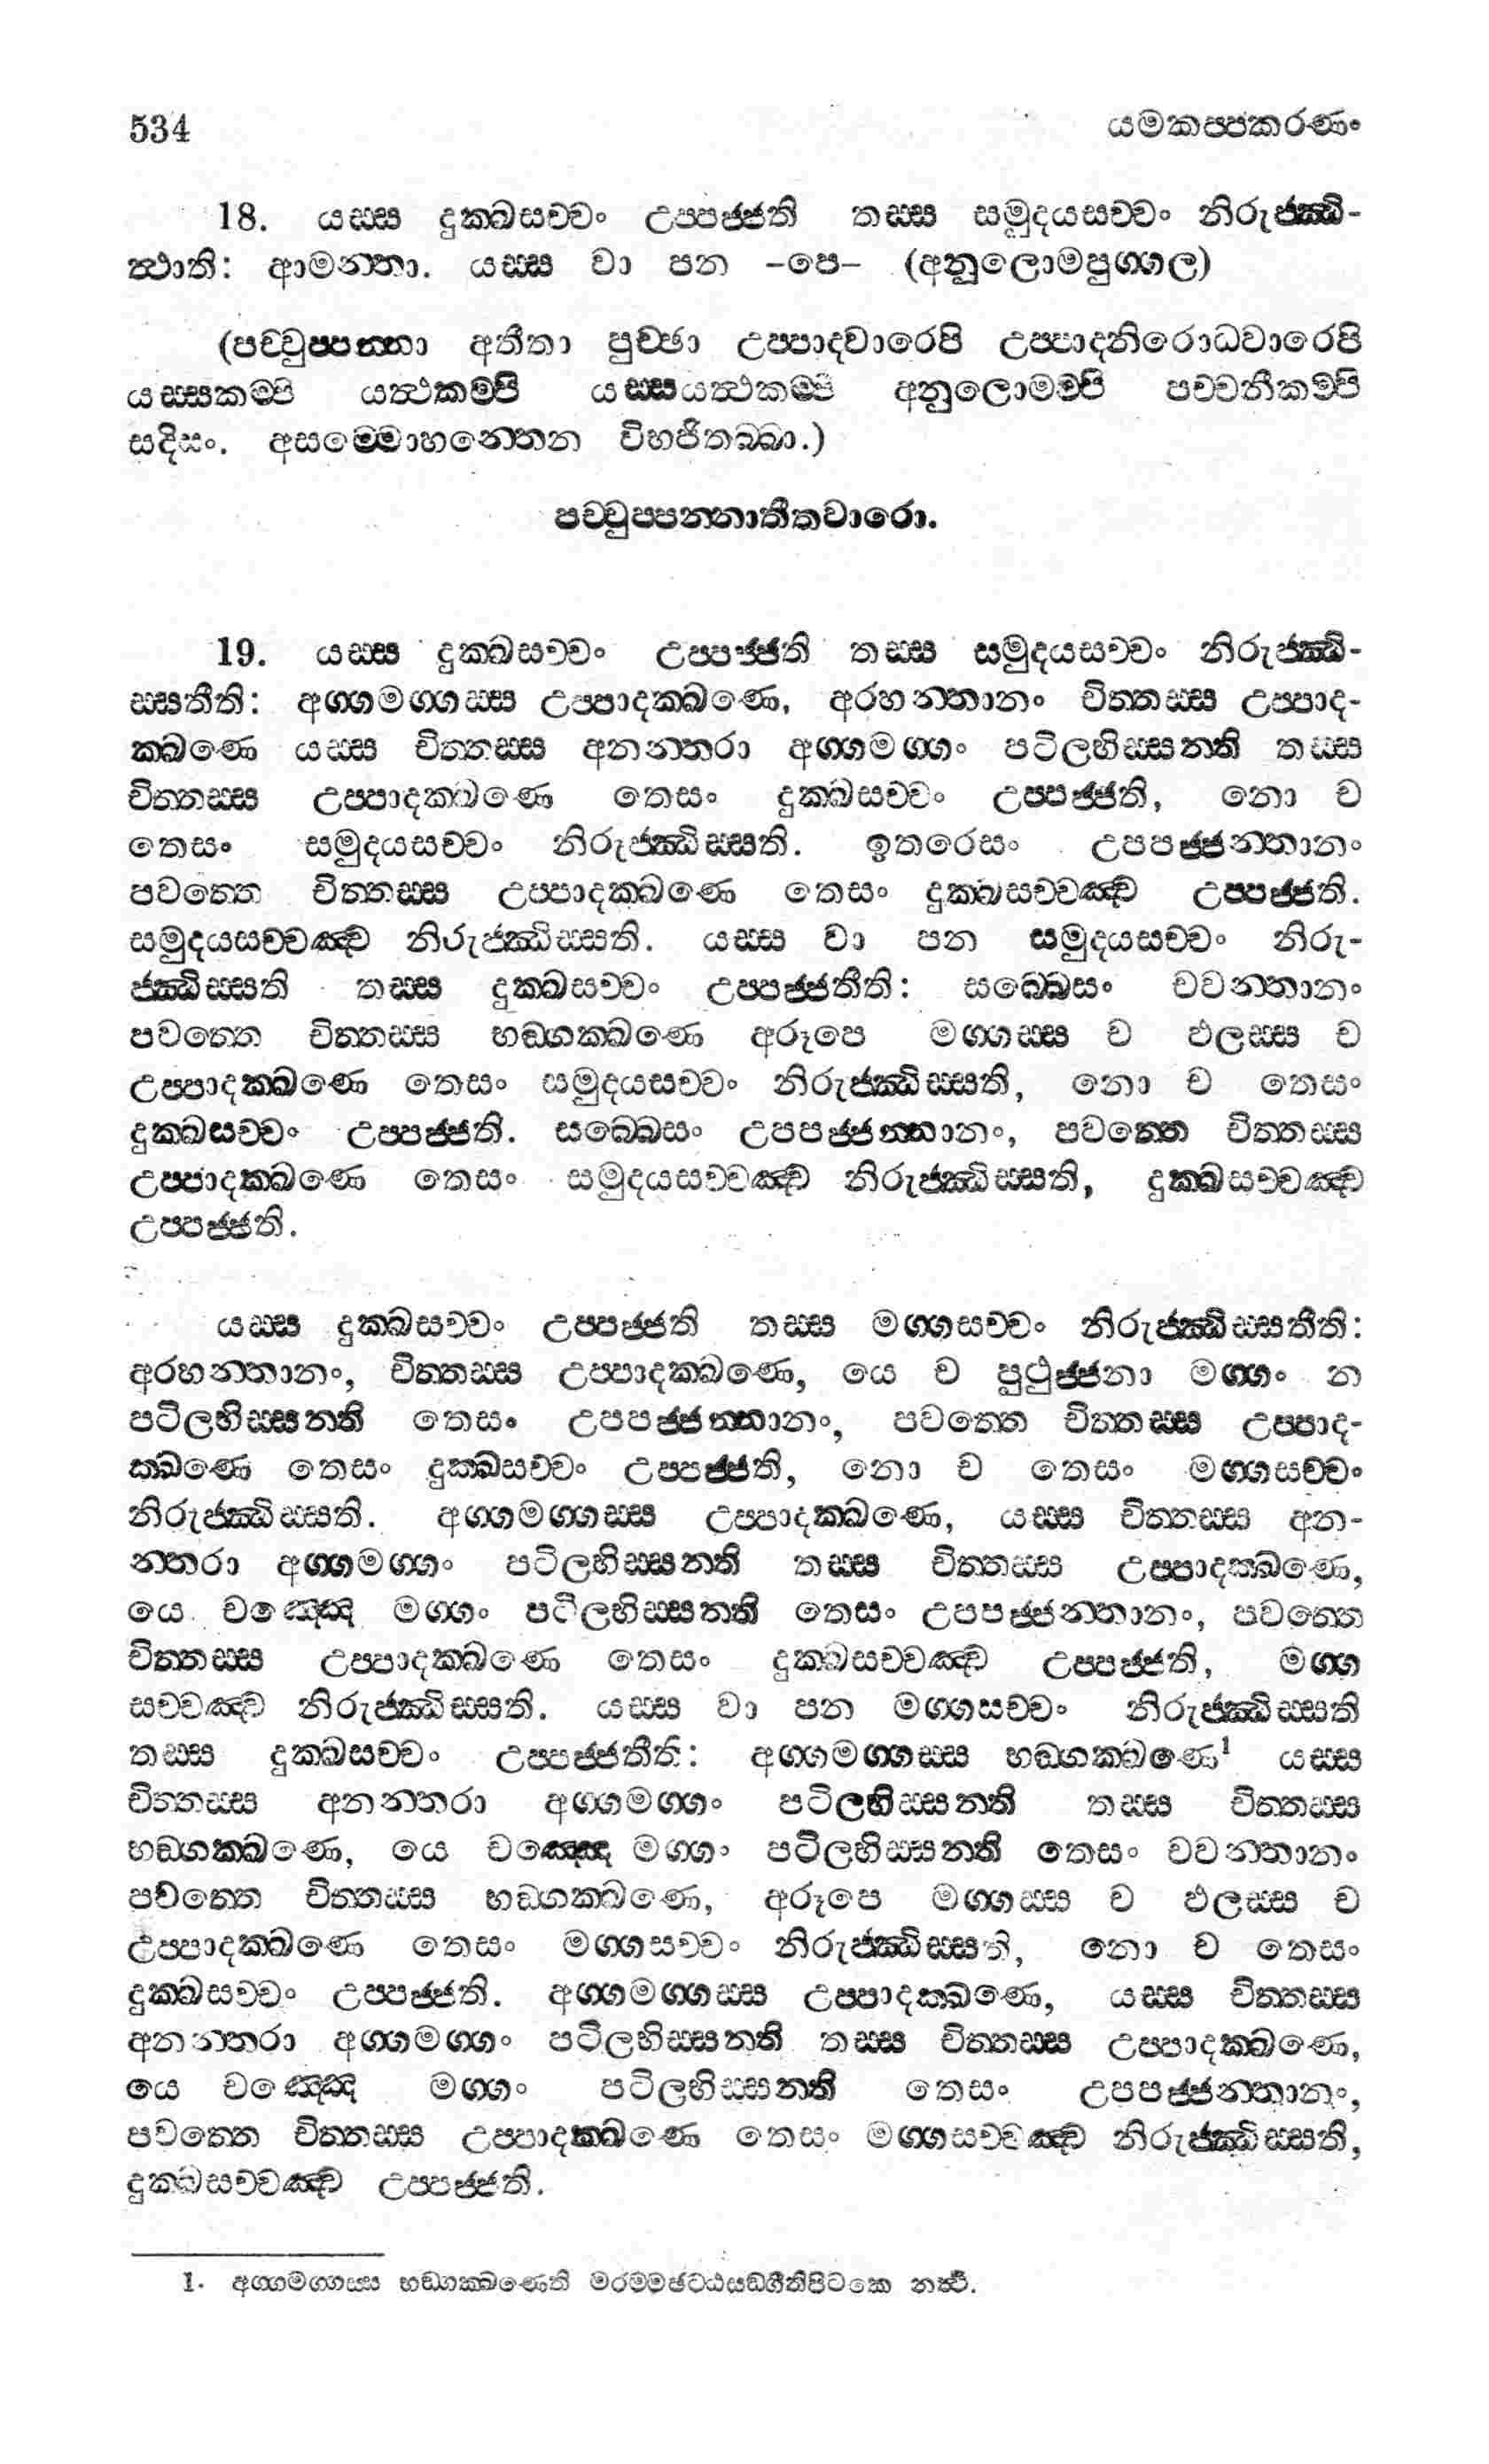 534 යමකප්පකරණං
18. යස්ස දුක්ඛසච්චං උප්පජ්ජති තස්ස සමුදයසච්චං නිරුජ්ඣි-
ත්ථාති: ආමන්තා. යස්ස වා පන –පෙ– (අනුලොමපුග්ගල)
(පච්චුප්පන්නා අතීතා පුච්ඡා උප්පාදවාරෙපි උප්පාදනිරොධවාරෙපි
යස්සකම්පි යත්ථකම්පි යස්සයත්ථකම්පි අනුලොමම්පි පච්චනීකම්පි
සදිසං. අසම්මොහන්තෙන විභජිතබ්බා.)
පච්චුප්පන්නාතීතවාරො.
19. යස්ස දුක්ඛසච්චං උප්පජ්ජති තස්ස සමුදයසච්චං නිරුජ්ඣි-
ස්සතීති: අග්ගමග්ගස්ස උප්පාදක්ඛණෙ, අරහන්තානං චිත්තස්ස උප්පාද-
ක්ඛණෙ යස්ස චිත්තස්ස අනන්තරා අග්ගමග්ගං පටිලභිස්සන්ති තස්ස
චිත්තස්ස උප්පාදක්ඛණෙ තෙසං දුක්ඛසච්චං උප්පජ්ජති, නො ච
තෙසං සමුදයසච්චං නිරුජ්ඣිස්සති. ඉතරෙසං උපපජ්ජන්තානං
පවත්තෙ චිත්තස්ස උප්පාදක්ඛණෙ තෙසං දුක්ඛසච්චඤ්ච උප්පජ්ජති.
සමුදයසච්චඤ්ච නිරුජ්ඣිස්සති. යස්ස වා පන සමුදයසච්චං නිරු-
ජ්ඣිස්සති තස්ස දුක්ඛසච්චං උප්පජ්ජතීති: සබ්බෙසං චවන්තානං
පවත්තෙ චිත්තස්ස භඞ්ගක්ඛණෙ අරූපෙ මග්ගස්ස ච ඵලස්ස ච
උප්පාදක්ඛණෙ තෙසං සමුදයසච්චං නිරුජ්ඣිස්සති, නො ච තෙසං
දුක්ඛසච්චං උප්පජ්ජති. සබ්බෙසං උපපජ්ජන්තානං, පවත්තෙ චිත්තස්ස
උප්පාදක්ඛණෙ තෙසං සමුදයසච්චඤ්ච නිරුජ්ඣිස්සති, දුක්ඛසච්චඤ්ච
උප්පජ්ජති.
යස්ස දුක්ඛසච්චං උප්පජ්ජති තස්ස මග්ගසච්චං නිරුජ්ඣිස්සතීති:
අරහන්තානං, චිත්තස්ස උප්පාදක්ඛණෙ, යෙ ච පුථුජ්ජනා මග්ගං න
පටිලභිස්සන්ති තෙසං උපපජ්ජන්තානං, පවත්තෙ චිත්තස්ස උප්පාද-
ක්ඛණෙ තෙසං දුක්ඛසච්චං උප්පජ්ජති, නො ච තෙසං මග්ගසච්චං
නිරුජ්ඣිස්සති. අග්ගමග්ගස්ස උප්පාදක්ඛණෙ, යස්ස චිත්තස්ස අන-
න්තරා අග්ගමග්ගං පටිලභිස්සන්ති තස්ස චිත්තස්ස උප්පාදක්ඛණෙ,
යෙ චඤ්ඤෙ මග්ගං පටිලභිස්සන්ති තෙසං උපපජ්ජන්තානං, පවත්තෙ
චිත්තස්ස උප්පාදක්ඛණෙ තෙසං දුක්ඛසච්චඤ්ච උප්පජ්ජති, මග්ග
සච්චඤ්ච නිරුජ්ඣිස්සති. යස්ස වා පන මග්ගසච්චං නිරුජ්ඣිස්සති
තස්ස දුක්ඛසච්චං උප්පජ්ජතීති: අග්ගමග්ගස්ස භඞ්ගක්ඛණෙ1 යස්ස
චිත්තස්ස අනන්තරා අග්ගමග්ගං පටිලභිස්සන්ති තස්ස චිත්තස්ස
භඞ්ගක්ඛණෙ, යෙ චඤ්ඤෙ මග්ගං පටිලභිස්සන්ති තෙසං චවන්තානං
පවත්තෙ චිත්තස්ස භඞ්ගක්ඛණෙ, අරූපෙ මග්ගස්ස ච ඵලස්ස ච
උප්පාදක්ඛණෙ තෙසං මග්ගසච්චං නිරුජ්ඣිස්සති, නො ච තෙසං
දුක්ඛසච්චං උප්පජ්ජති. අග්ගමග්ගස්ස උප්පාදක්ඛණෙ, යස්ස චිත්තස්ස
අනන්තරා අග්ගමග්ගං පටිලභිස්සන්ති තස්ස චිත්තස්ස උප්පාදක්ඛණෙ,
යෙ චඤ්ඤෙ මග්ගං පටිලභිස්සන්ති තෙසං උපපජ්ජන්තානං,
පවත්තෙ චිත්තස්ස උප්පාදක්ඛණෙ තෙසං මග්ගසච්චඤ්ච නිරුජ්ඣිස්සති,
දුක්ඛසච්චඤ්ච උප්පජ්ජති.
1. අග්ගමග්ගස්ස භඞ්ගක්ඛණෙති මරම්මඡට්ඨසඞ්ගීතිපිටකෙ නත්ථි.